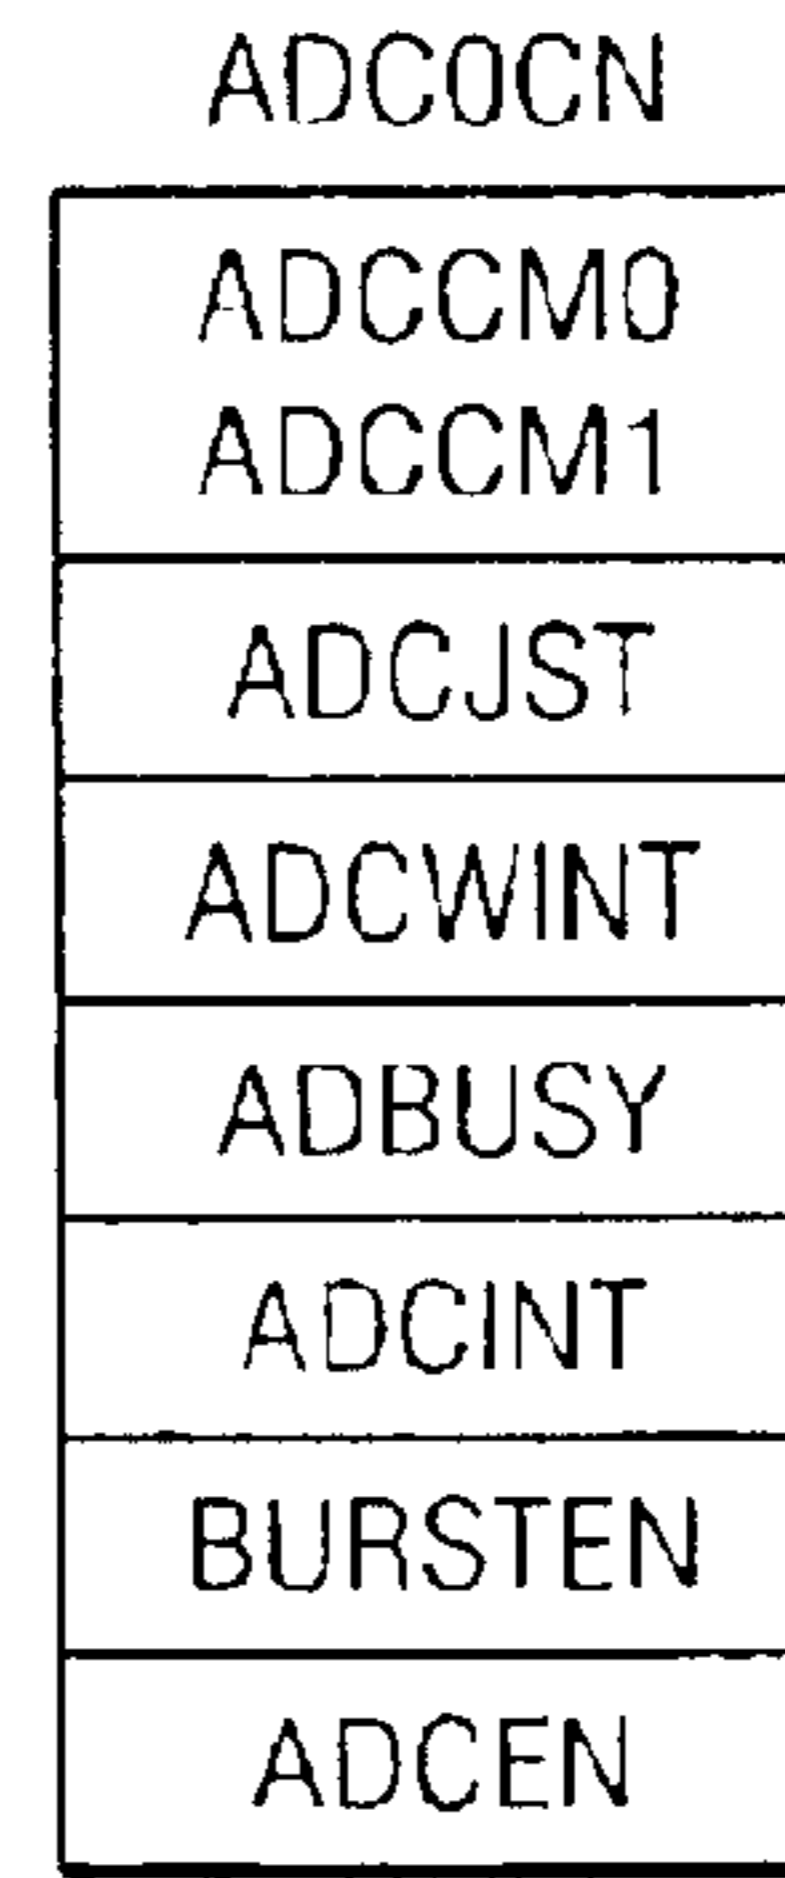 ADC0CN
ADCCM0
ADCCM1
ADCJST
ADCWINT
ADBUSY
ADCINT
BURSTEN
ADCEN